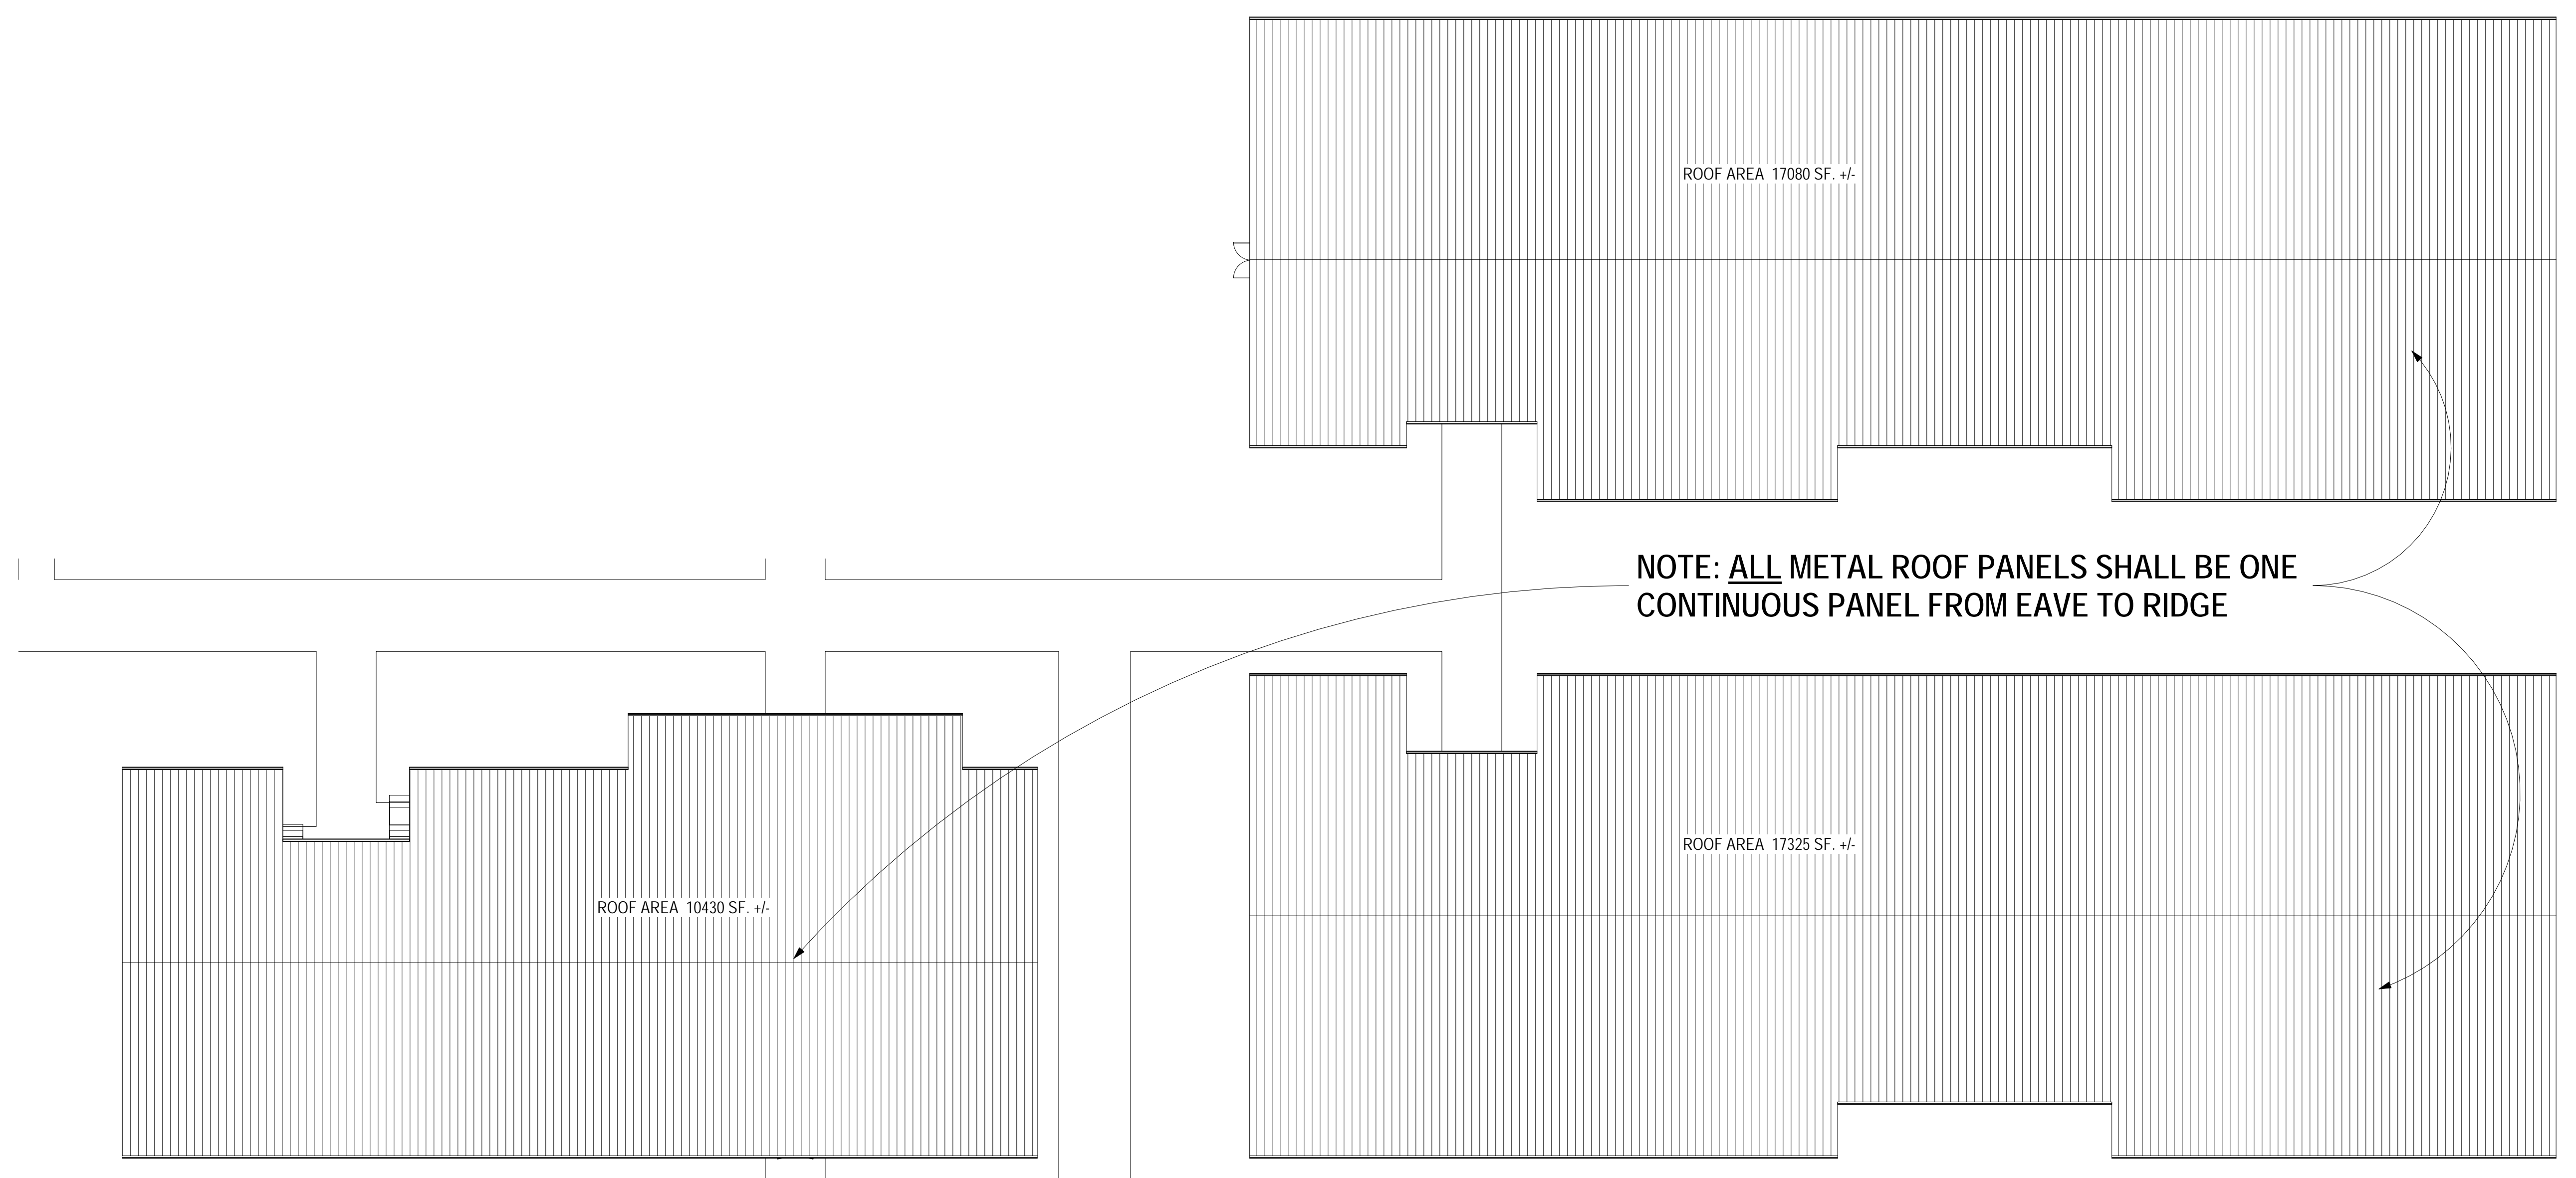 ROOF AREA 17080 SF. +/-
NOTE: ALL METAL ROOF PANELS SHALL BE ONE
CONTINUOUS PANEL FROM EAVE TO RIDGE
ROOF AREA 17325 SF. +/-
ROOF AREA 10430 SF. +/-